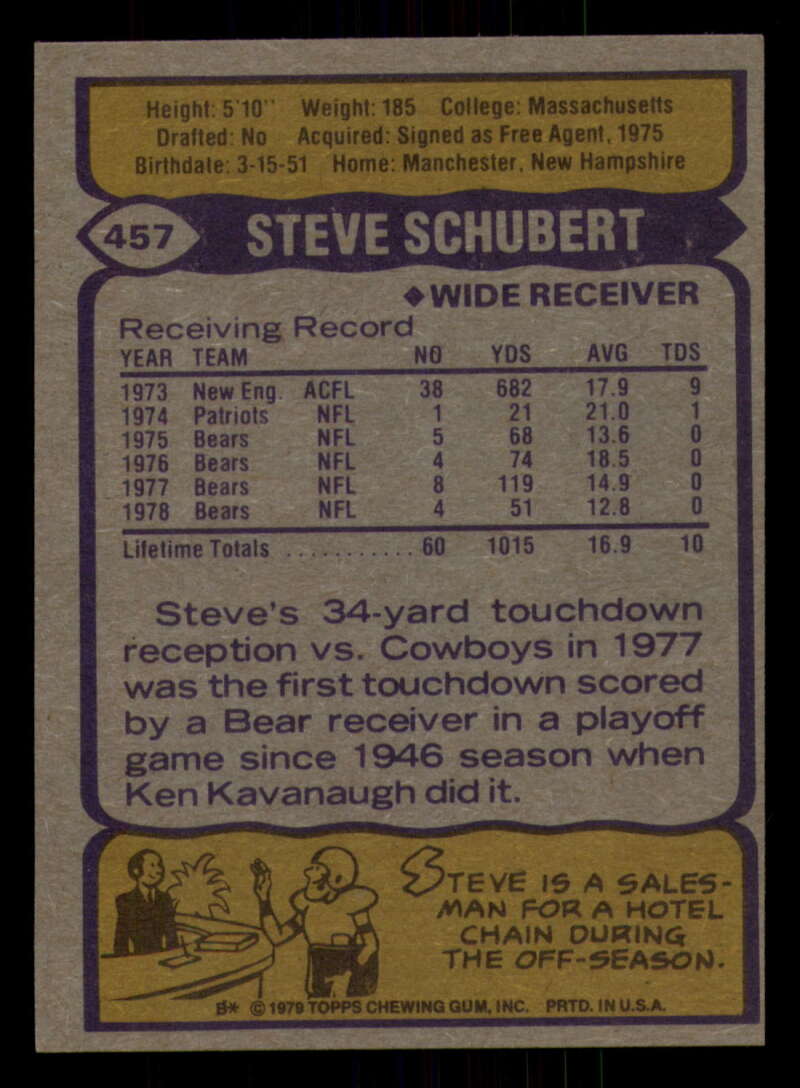 Height: 5'10" Weight: 185 College: Massachusetts
Drafted: No Acquired: Signed as Free Agent, 1975
Birthdate: 3-15-51 Home: Manchester, New Hampshire
457 STEVE SCHUBERT
◆WIDE RECEIVER
Receiving Record
YEAR TEAM NO YDS AVG TDS
1973 New Eng. ACFL 38 682 17.9 9
1974 Patriots NFL 1 21 21.0 1
1975 Bears NFL 5 68 13.6 0
1976 Bears NFL 4 74 18.5 0
1977 Bears NFL 8 119 14.9 0
1978 Bears NFL 4 51 12.8 0
Lifetime Totals ............ 60 1015 16.9 10
Steve's 34-yard touchdown
reception vs. Cowboys in 1977
was the first touchdown scored
by a Bear receiver in a playoff
game since 1946 season when
Ken Kavanaugh did it.
STEVE IS A SALES-
MAN FOR A HOTEL
CHAIN DURING
THE OFF-SEASON.
B* © 1979 TOPPS CHEWING GUM, INC. PRTD. IN U.S.A.